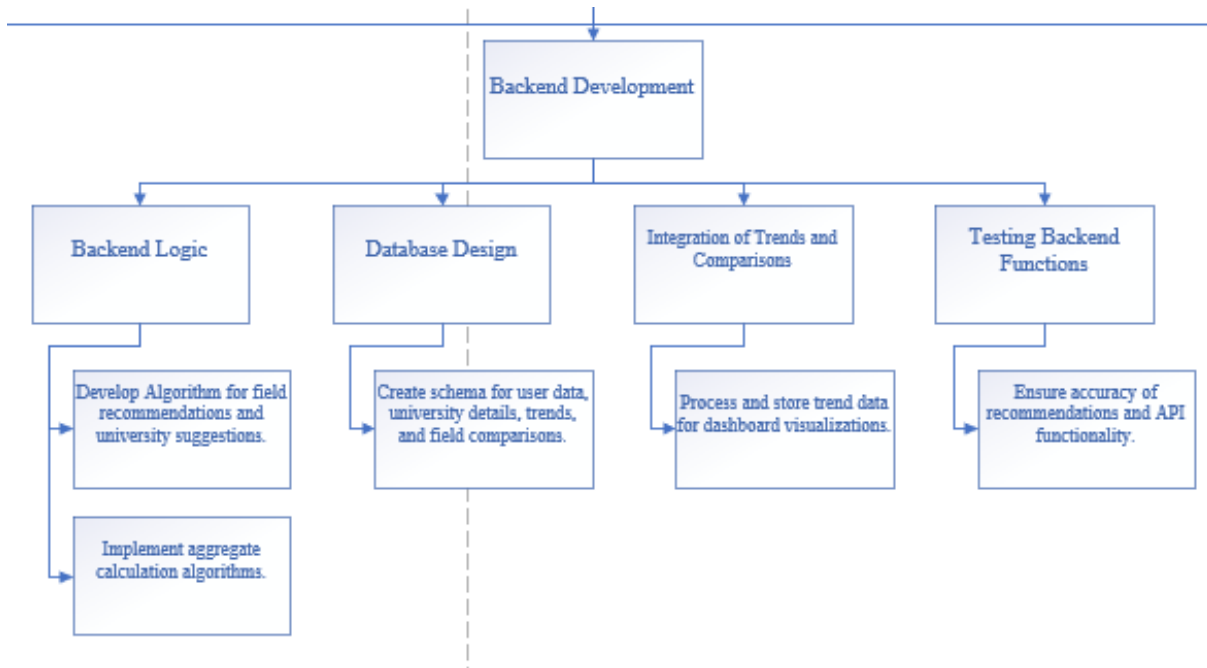 Backend Development
Backend Logic
Database Design
Integration of Trends and
Comparisons
Testing Backend
Functions
Develop Algorithm for field
recommendations and
university suggestions.
Create schema for user data,
university details, trends,
and field comparisons.
Process and store trend data
for dashboard visualizations.
Ensure accuracy of
recommendations and API
functionality.
Implement aggregate
calculation algorithms.